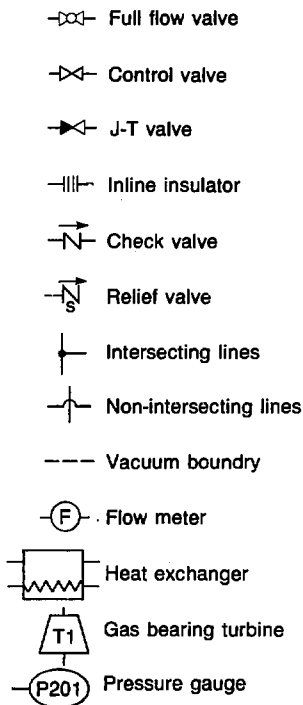 Full flow valve
Control valve
J-T valve
Inline insulator
Check valve
S Relief valve
Intersecting lines
Non-intersecting lines
Vacuum boundry
F Flow meter
Heat exchanger
T1 Gas bearing turbine
P201 Pressure gauge